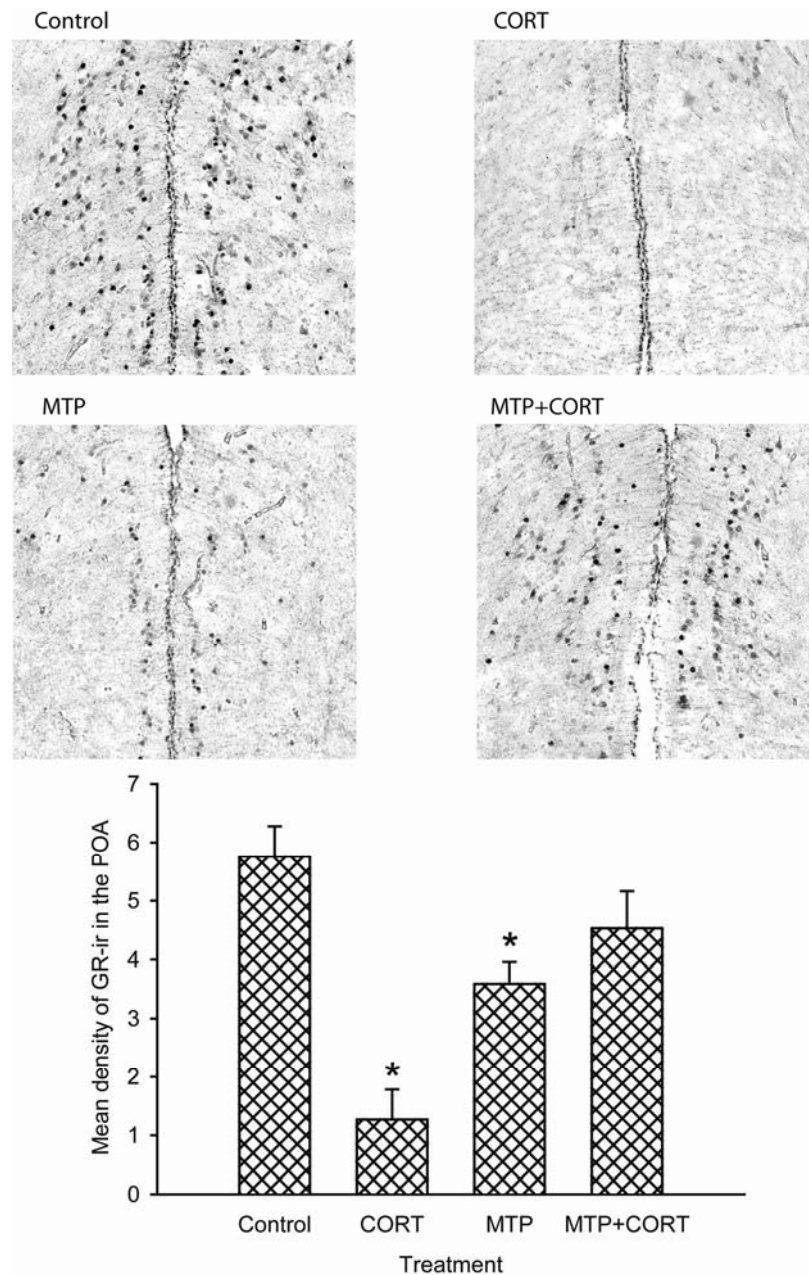 Control
CORT
MTP
MTP+CORT
7
6
5
4
3
2
1
0
Mean density of GR-ir in the POA
*
*
Control CORT MTP MTP+CORT
Treatment